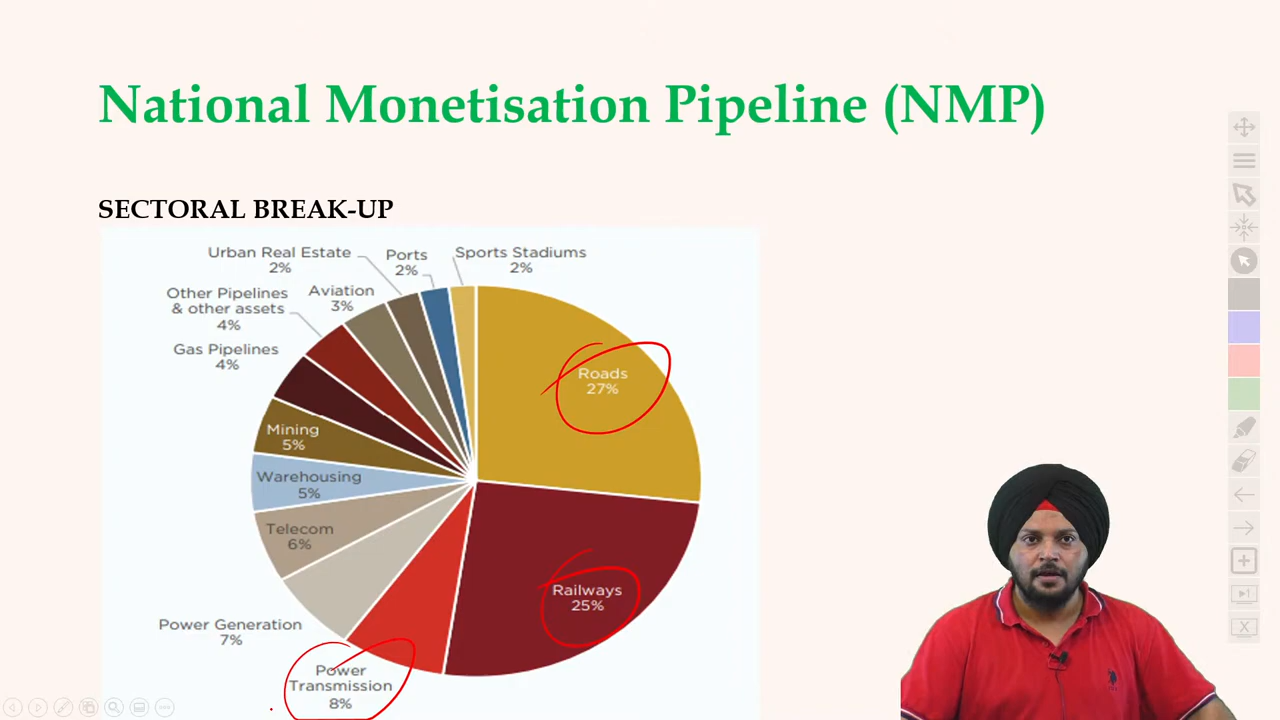 National Monetisation Pipeline (NMP)
SECTORAL BREAK-UP
Urban Real Estate
2%
Ports
2%
Sports Stadiums
2%
Other Pipelines
& other assets
4%
Aviation
3%
Gas Pipelines
4%
Roads
27%
Mining
5%
Warehousing
5%
Telecom
6%
Railways
25%
Power Generation
7%
Power
Transmission
8%